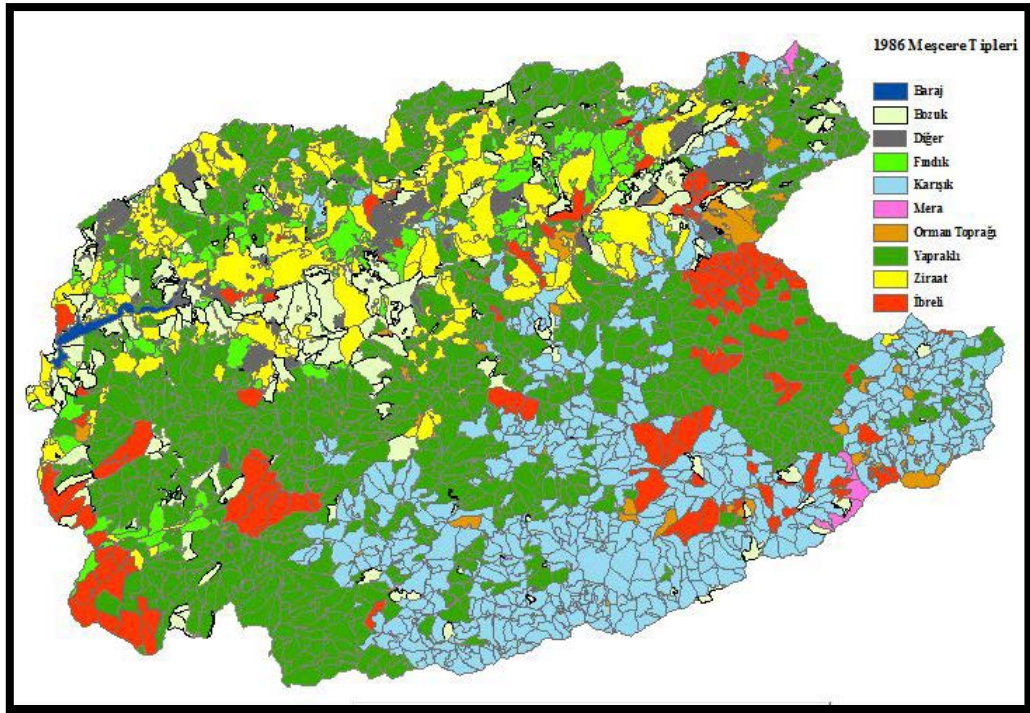 1986 Meşcere Tipleri
Baraj
Bozuk
Diğer
Fındık
Karışık
Mera
Orman Toprağı
Yapraklı
Ziraat
İbreli